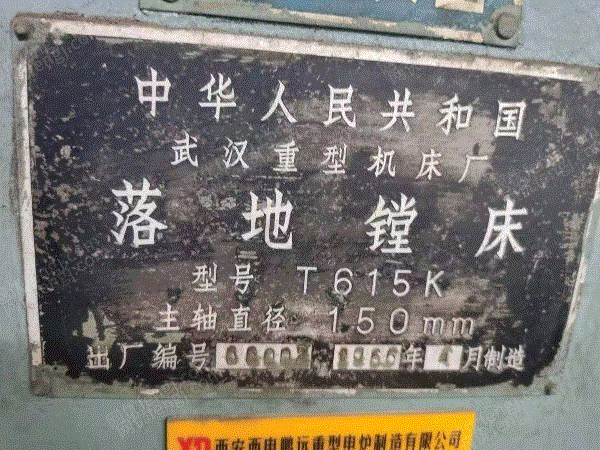 中华人民共和国
武汉重型机床厂
落地镗床
型号 T615K
主轴直径 150mm
出厂编号 年 月制造
XD西安西电鹏远重型电炉制造有限公司